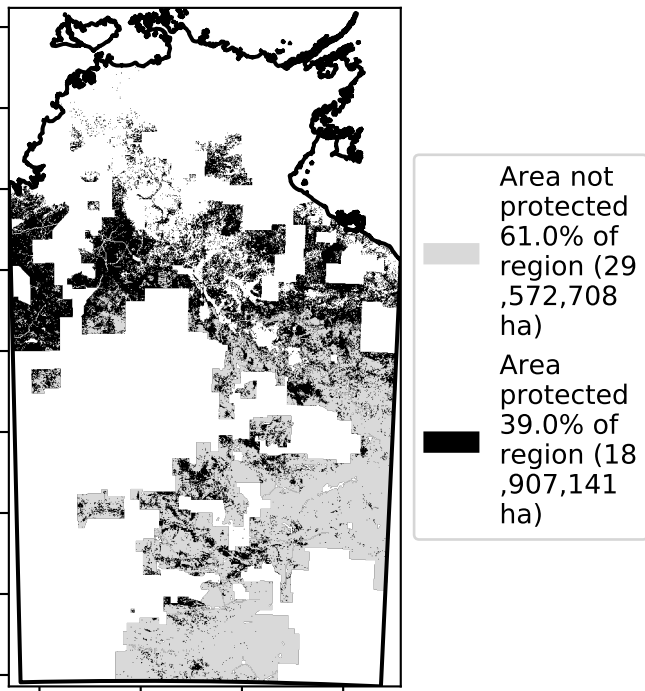 Area not
protected
61.0% of
region (29
,572,708
ha)
Area
protected
39.0% of
region (18
,907,141
ha)